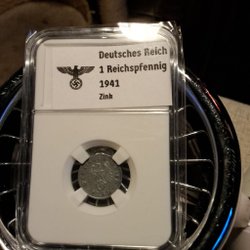 Deutsches Reich
1 Reichspfennig
1941
Zink